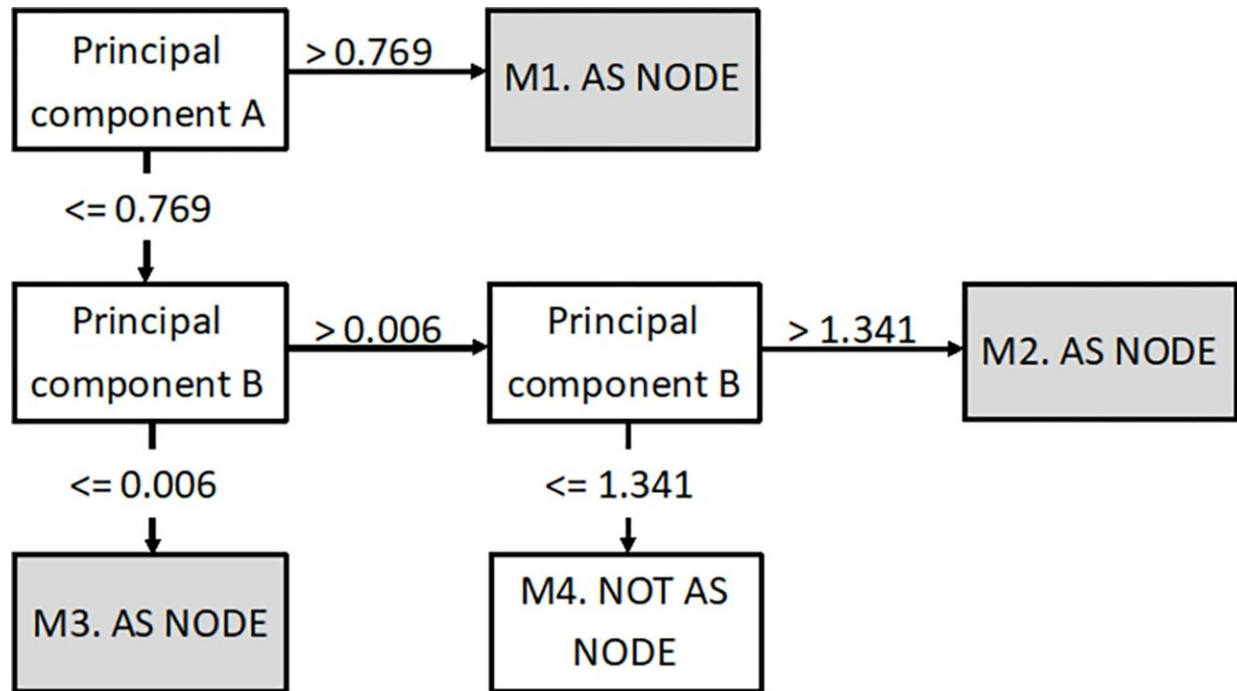 Principal
component A
> 0.769
M1. AS NODE
<= 0.769
Principal
component B
> 0.006
Principal
component B
> 1.341
M2. AS NODE
<= 0.006
<= 1.341
M3. AS NODE
M4. NOT AS
NODE